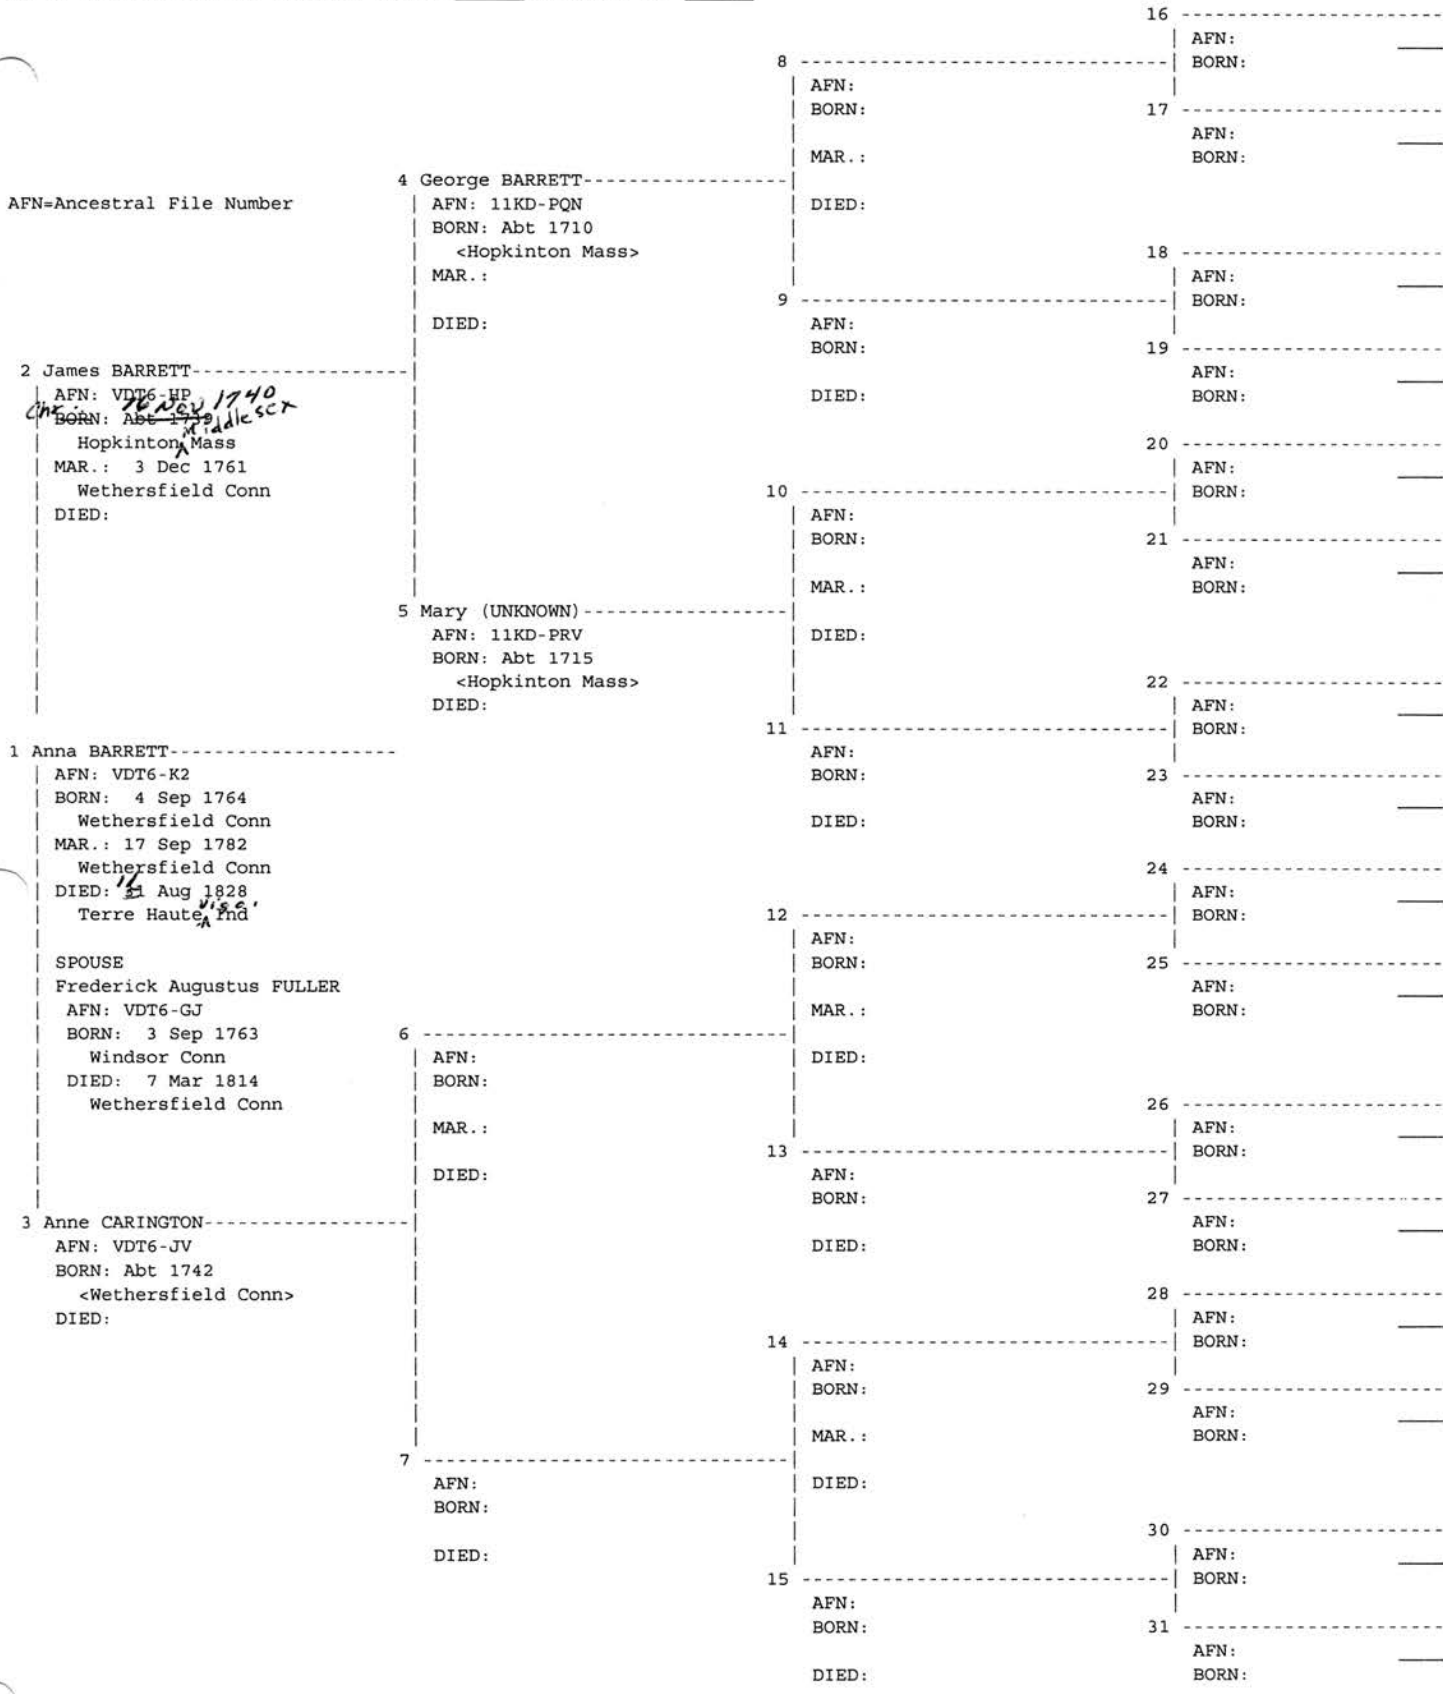 AFN=Ancestral File Number
1 Anna BARRETT
AFN: VDT6-K2
BORN: 4 Sep 1764
Wethersfield Conn
MAR.: 17 Sep 1782
Wethersfield Conn
DIED: Aug 1828
Terre Haute, Vigo, Ind
SPOUSE
Frederick Augustus FULLER
AFN: VDT6-GJ
BORN: 3 Sep 1763
Windsor Conn
DIED: 7 Mar 1814
Wethersfield Conn
2 James BARRETT
AFN: VDT6-HP
Chr. 16 Nov 1740
BORN: Abt 1739
Middlesex
Hopkinton Mass
MAR.: 3 Dec 1761
Wethersfield Conn
DIED:
3 Anne CARINGTON
AFN: VDT6-JV
BORN: Abt 1742
<Wethersfield Conn>
DIED:
4 George BARRETT
AFN: 11KD-PQN
BORN: Abt 1710
<Hopkinton Mass>
MAR.:
DIED:
5 Mary (UNKNOWN)
AFN: 11KD-PRV
BORN: Abt 1715
<Hopkinton Mass>
DIED:
6
AFN:
BORN:
MAR.:
DIED:
7
AFN:
BORN:
DIED:
8
AFN:
BORN:
MAR.:
DIED:
9
AFN:
BORN:
DIED:
10
AFN:
BORN:
MAR.:
DIED:
11
AFN:
BORN:
DIED:
12
AFN:
BORN:
MAR.:
DIED:
13
AFN:
BORN:
DIED:
14
AFN:
BORN:
MAR.:
DIED:
15
AFN:
BORN:
DIED:
16
AFN:
BORN:
17
AFN:
BORN:
18
AFN:
BORN:
19
AFN:
BORN:
20
AFN:
BORN:
21
AFN:
BORN:
22
AFN:
BORN:
23
AFN:
BORN:
24
AFN:
BORN:
25
AFN:
BORN:
26
AFN:
BORN:
27
AFN:
BORN:
28
AFN:
BORN:
29
AFN:
BORN:
30
AFN:
BORN:
31
AFN:
BORN: